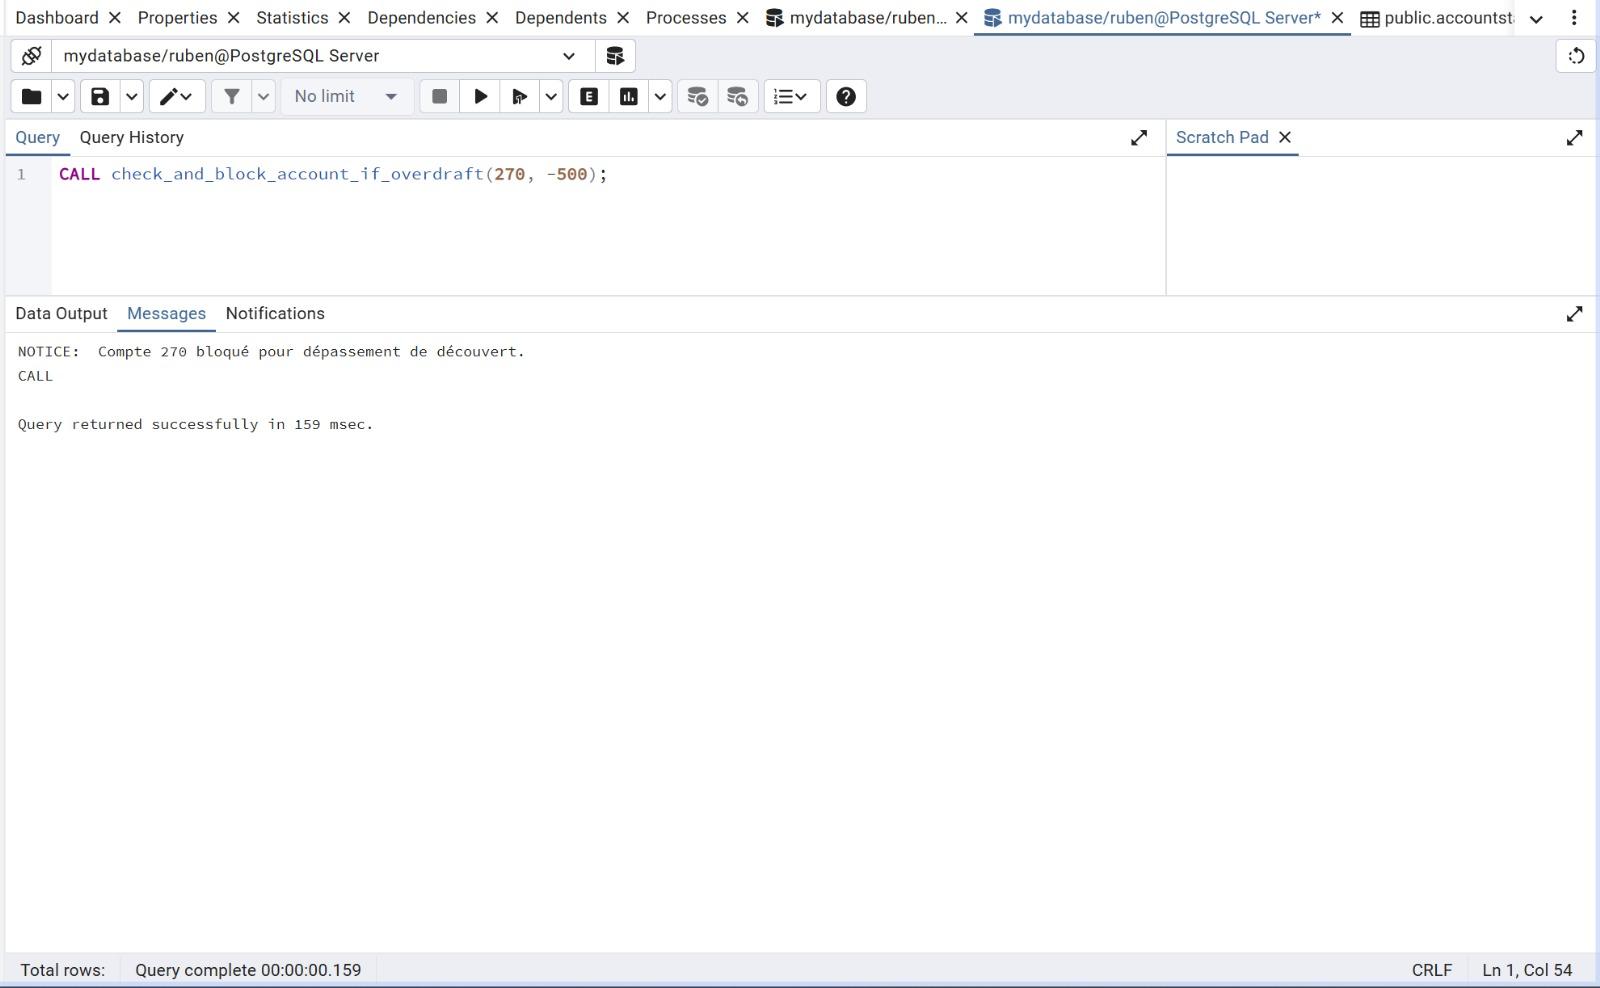 Dashboard Properties Statistics Dependencies Dependents Processes mydatabase/ruben... mydatabase/ruben@PostgreSQL Server* public.accountst
mydatabase/ruben@PostgreSQL Server
No limit E
Query Query History Scratch Pad
1 CALL check_and_block_account_if_overdraft(270, -500);
Data Output Messages Notifications
NOTICE:  Compte 270 bloqué pour dépassement de découvert.
CALL
Query returned successfully in 159 msec.
Total rows: Query complete 00:00:00.159 CRLF Ln 1, Col 54